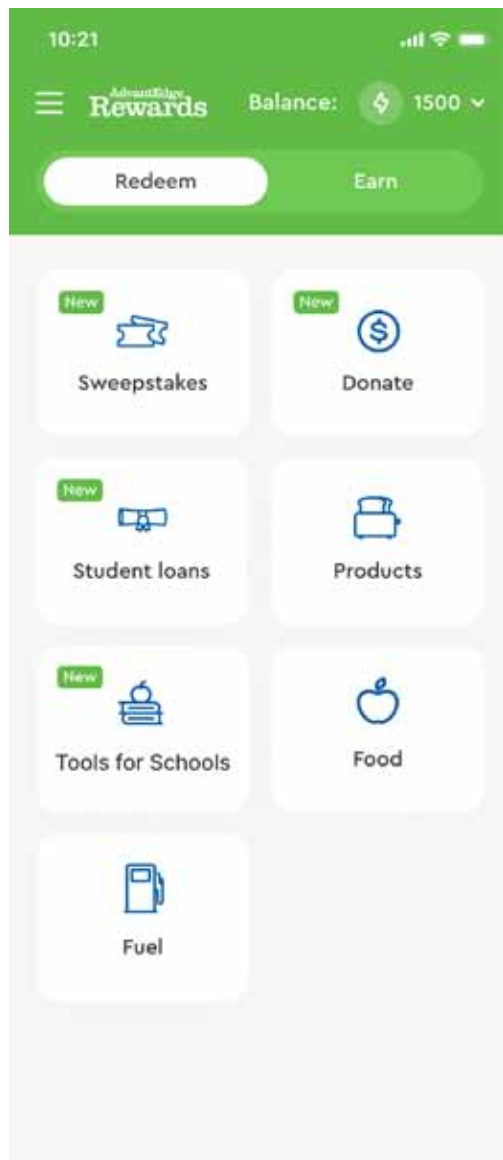 10:21
AdvantEdge
Rewards
Balance: 1500
Redeem Earn
New New
Sweepstakes Donate
New
Student loans Products
New
Tools for Schools Food
Fuel